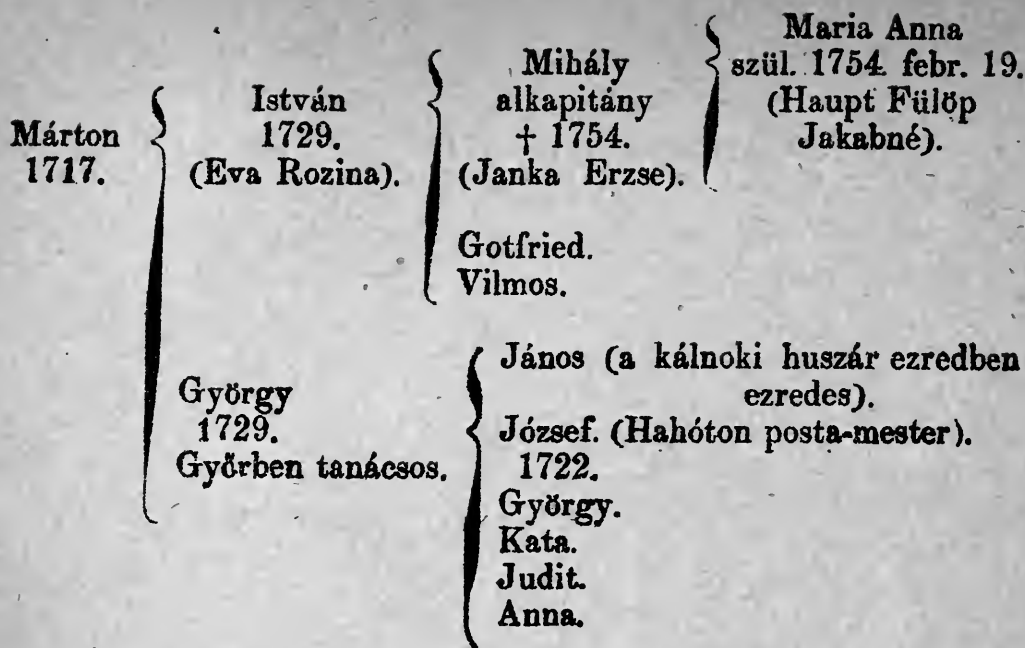 Márton
1717.
István
1729.
(Eva Rozina).
Mihály
alkapitány
† 1754.
(Janka Erzse).
Maria Anna
szül. 1754. febr. 19.
(Haupt Fülöp
Jakabné).
Gotfried.
Vilmos.
György
1729.
Győrben tanácsos.
János (a kálnoki huszár ezredben
ezredes).
József. (Hahóton posta-mester).
1722.
György.
Kata.
Judit.
Anna.